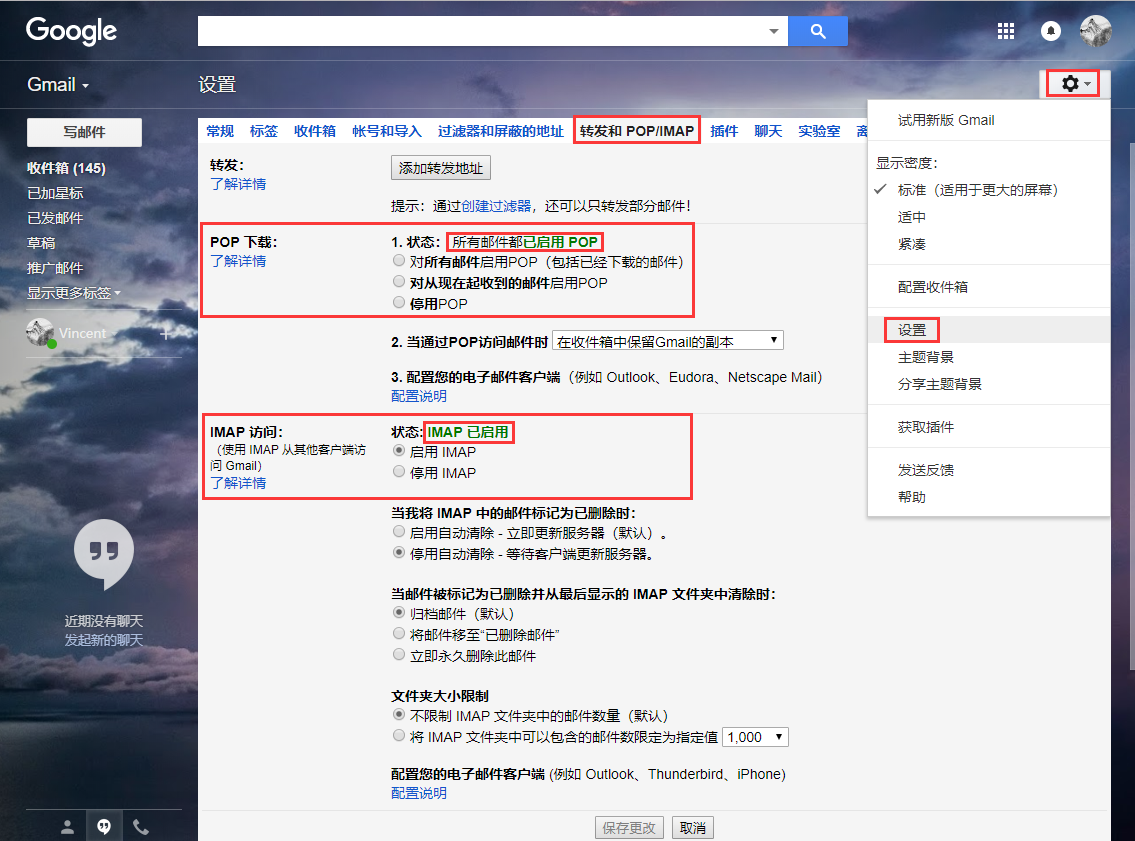 Google
Gmail
设置
写邮件
收件箱 (145)
已加星标
已发邮件
草稿
推广邮件
显示更多标签
Vincent
近期没有聊天
发起新的聊天
常规 标签 收件箱 帐号和导入 过滤器和屏蔽的地址 转发和 POP/IMAP 插件 聊天 实验室
转发：
了解详情
添加转发地址
提示：通过创建过滤器，还可以只转发部分邮件！
POP 下载：
了解详情
1. 状态：所有邮件都已启用 POP
对所有邮件启用POP（包括已经下载的邮件）
对从现在起收到的邮件启用POP
停用POP
2. 当通过POP访问邮件时 在收件箱中保留Gmail的副本
3. 配置您的电子邮件客户端（例如 Outlook、Eudora、Netscape Mail）
配置说明
IMAP 访问：
（使用 IMAP 从其他客户端访
问 Gmail）
了解详情
状态：IMAP 已启用
启用 IMAP
停用 IMAP
当我将 IMAP 中的邮件标记为已删除时：
启用自动清除 - 立即更新服务器（默认）。
停用自动清除 - 等待客户端更新服务器。
当邮件被标记为已删除并从最后显示的 IMAP 文件夹中清除时：
归档邮件（默认）
将邮件移至“已删除邮件”
立即永久删除此邮件
文件夹大小限制
不限制 IMAP 文件夹中的邮件数量（默认）
将 IMAP 文件夹中可以包含的邮件数限定为指定值 1,000
配置您的电子邮件客户端 (例如 Outlook、Thunderbird、iPhone)
配置说明
保存更改 取消
试用新版 Gmail
显示密度：
标准（适用于更大的屏幕）
适中
紧凑
配置收件箱
设置
主题背景
分享主题背景
获取插件
发送反馈
帮助